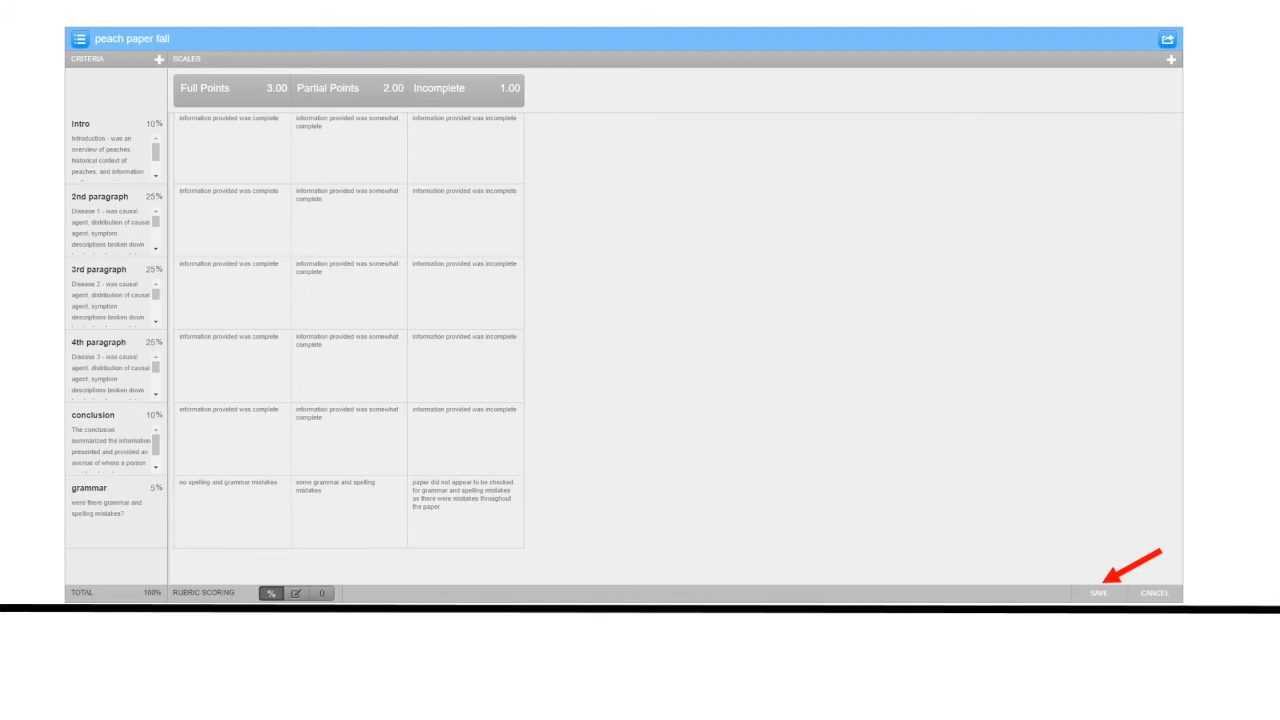 peach paper fall
CRITERIA
SCALES
Full Points 3.00 Partial Points 2.00 Incomplete 1.00
Intro 10%
Introduction - was an
overview of peaches,
historical context of
peaches, and information
information provided was complete
information provided was somewhat
complete
information provided was incomplete
2nd paragraph 25%
Disease 1 - was causal
agent, distribution of causal
agent, symptom
descriptions broken down
information provided was complete
information provided was somewhat
complete
information provided was incomplete
3rd paragraph 25%
Disease 2 - was causal
agent, distribution of causal
agent, symptom
descriptions broken down
information provided was complete
information provided was somewhat
complete
information provided was incomplete
4th paragraph 25%
Disease 3 - was causal
agent, distribution of causal
agent, symptom
descriptions broken down
information provided was complete
information provided was somewhat
complete
information provided was incomplete
conclusion 10%
The conclusion
summarized the information
presented and provided an
avenue of where a person
information provided was complete
information provided was somewhat
complete
information provided was incomplete
grammar 5%
were there grammar and
spelling mistakes?
no spelling and grammar mistakes
some grammar and spelling
mistakes
paper did not appear to be checked
for grammar and spelling mistakes
as there were mistakes throughout
the paper
TOTAL 100% RUBRIC SCORING % 0 SAVE CANCEL